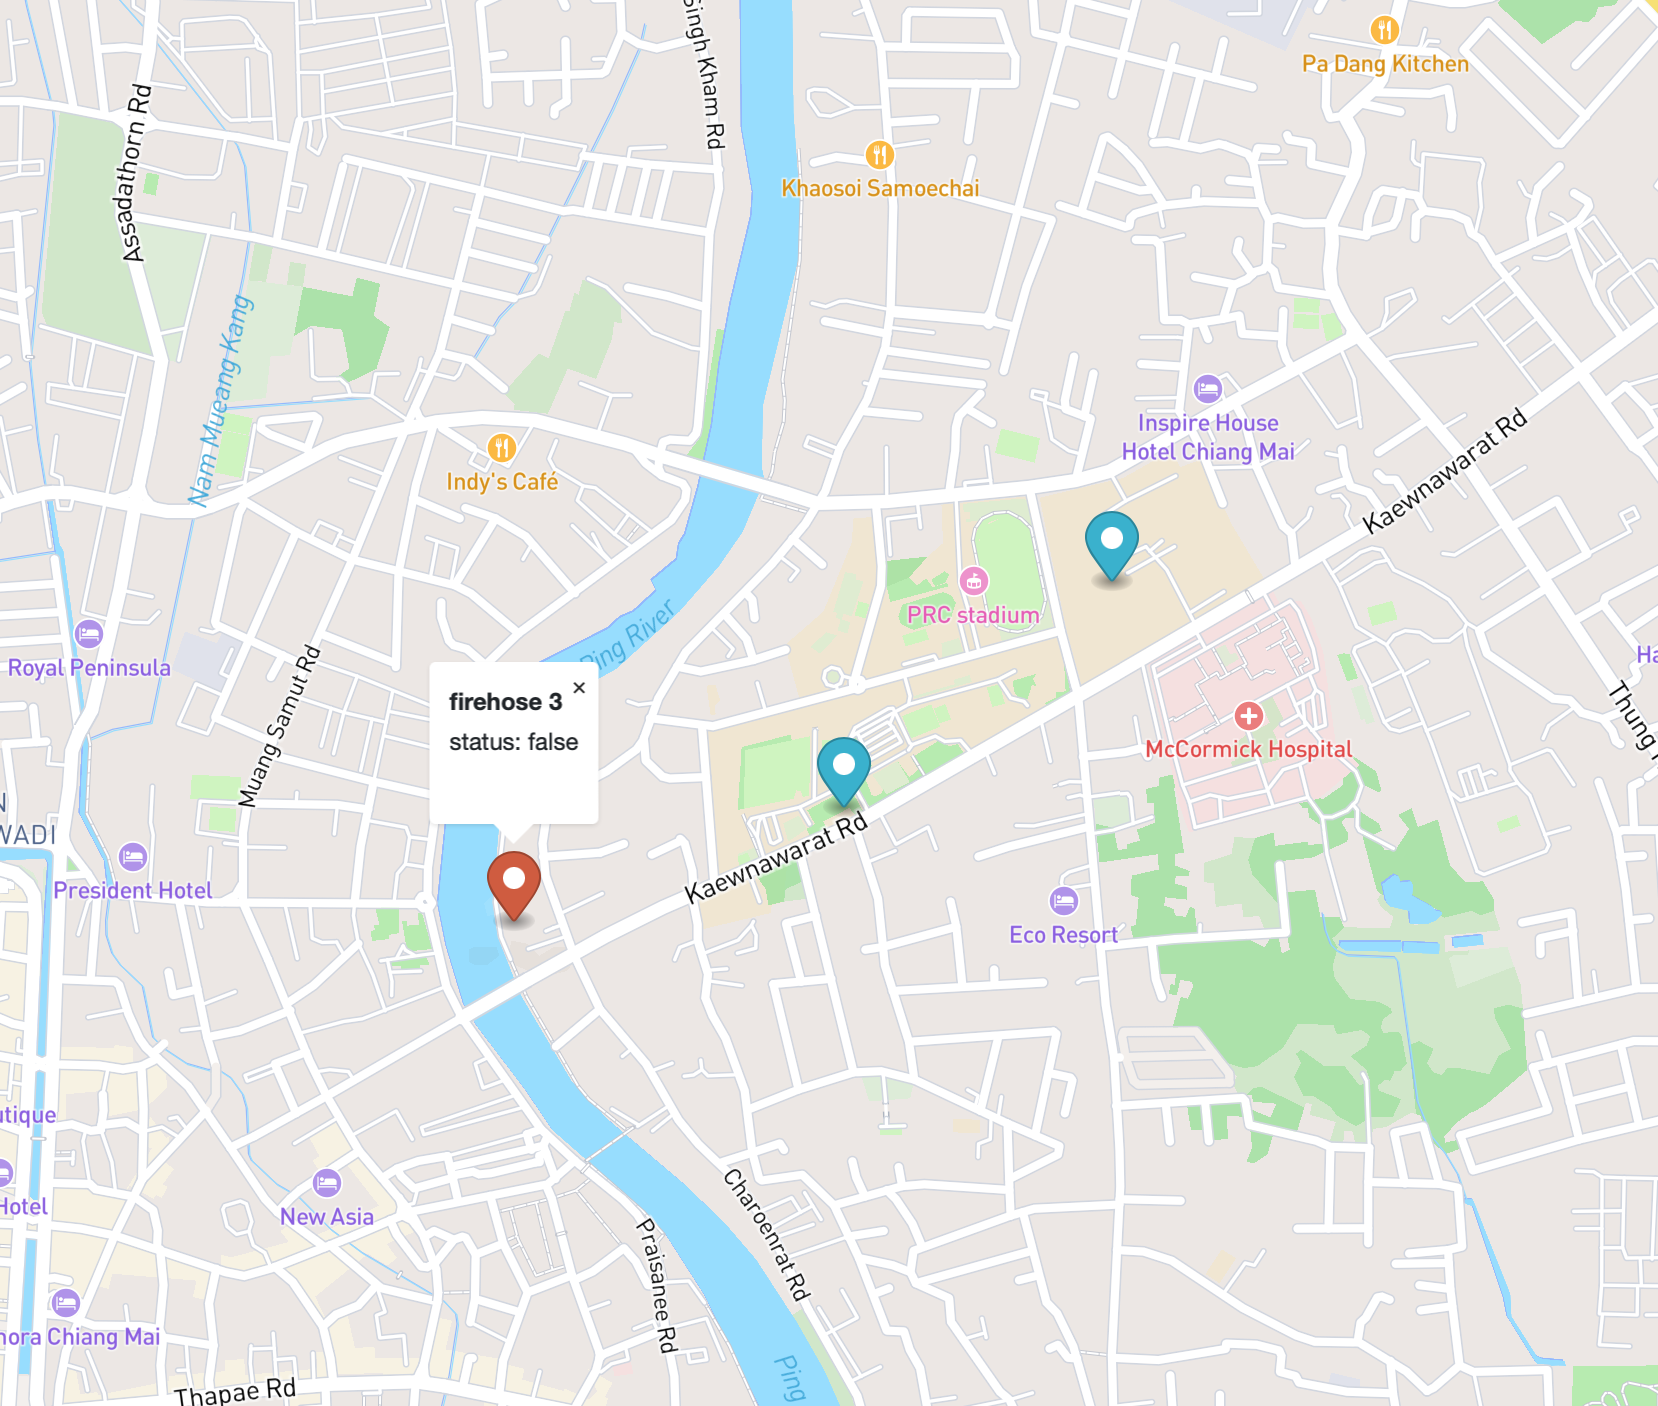 Singh Kham Rd
Pa Dang Kitchen
Assadathorn Rd
Khaosoi Samoechai
Nam Mueang Kang
Inspire House
Hotel Chiang Mai
Kaewnawarat Rd
Indy's Café
PRC stadium
Ping River
Royal Peninsula
Ha
Muang Samut Rd
firehose 3
×
status: false
Thung
McCormick Hospital
N
WADI
Kaewnawarat Rd
President Hotel
Eco Resort
utique
Hotel
New Asia
Charoenrat Rd
Praisanee Rd
nora Chiang Mai
Ping
Thapae Rd